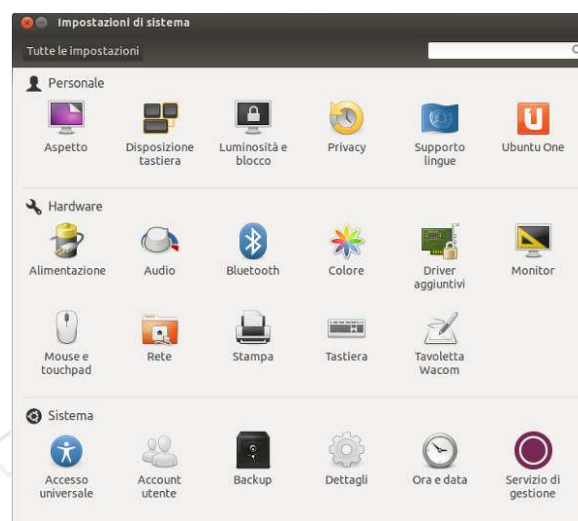 Impostazioni di sistema
Tutte le impostazioni
Personale
Aspetto
Disposizione
tastiera
Luminosità e
blocco
Privacy
Supporto
lingue
Ubuntu One
Hardware
Alimentazione
Audio
Bluetooth
Colore
Driver
aggiuntivi
Monitor
Mouse e
touchpad
Rete
Stampa
Tastiera
Tavoletta
Wacom
Sistema
Accesso
universale
Account
utente
Backup
Dettagli
Ora e data
Servizio di
gestione